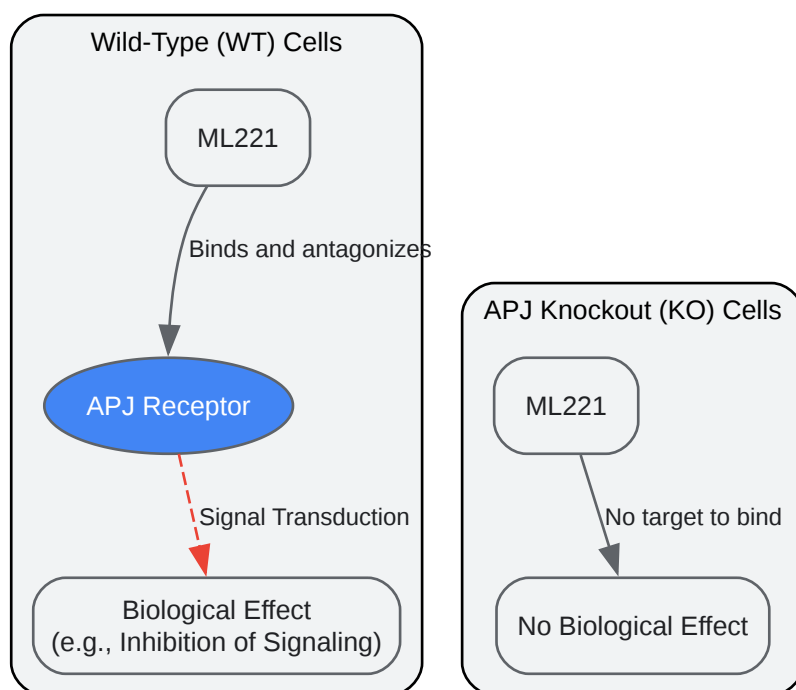 Wild-Type (WT) Cells
ML221
Binds and antagonizes
APJ Receptor
Signal Transduction
Biological Effect
(e.g., Inhibition of Signaling)
APJ Knockout (KO) Cells
ML221
No target to bind
No Biological Effect